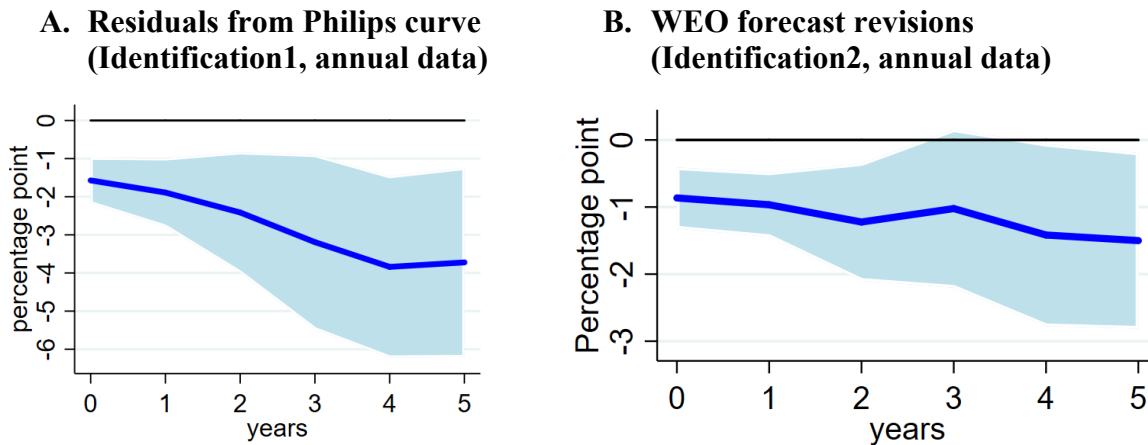 A. Residuals from Philips curve
(Identification1, annual data)
percentage point
0
-1
-2
-3
-4
-5
-6
0 1 2 3 4 5
years
B. WEO forecast revisions
(Identification2, annual data)
Percentage point
0
-1
-2
-3
0 1 2 3 4 5
years